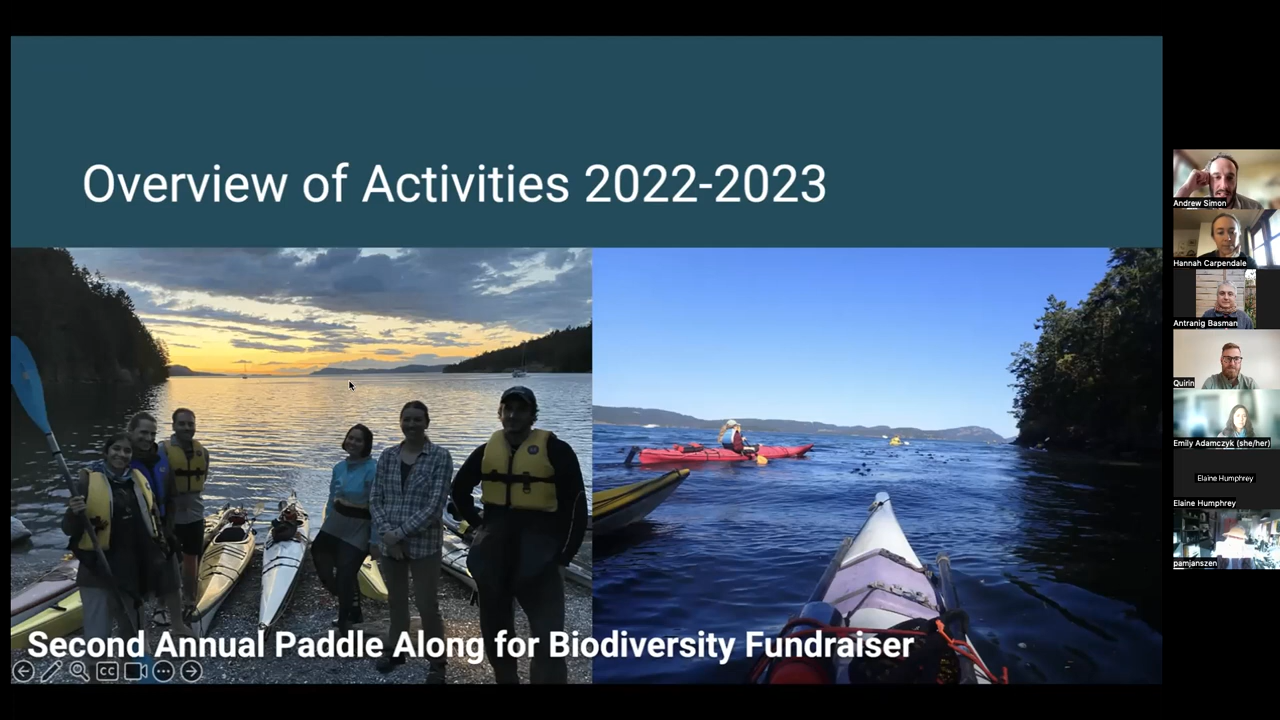 Overview of Activities 2022-2023
Second Annual Paddle Along for Biodiversity Fundraiser
CC
Andrew Simon
Hannah Carpendale
Antranig Basman
Quirin
Emily Adamczyk (she/her)
Elaine Humphrey
Elaine Humphrey
pamjanszen